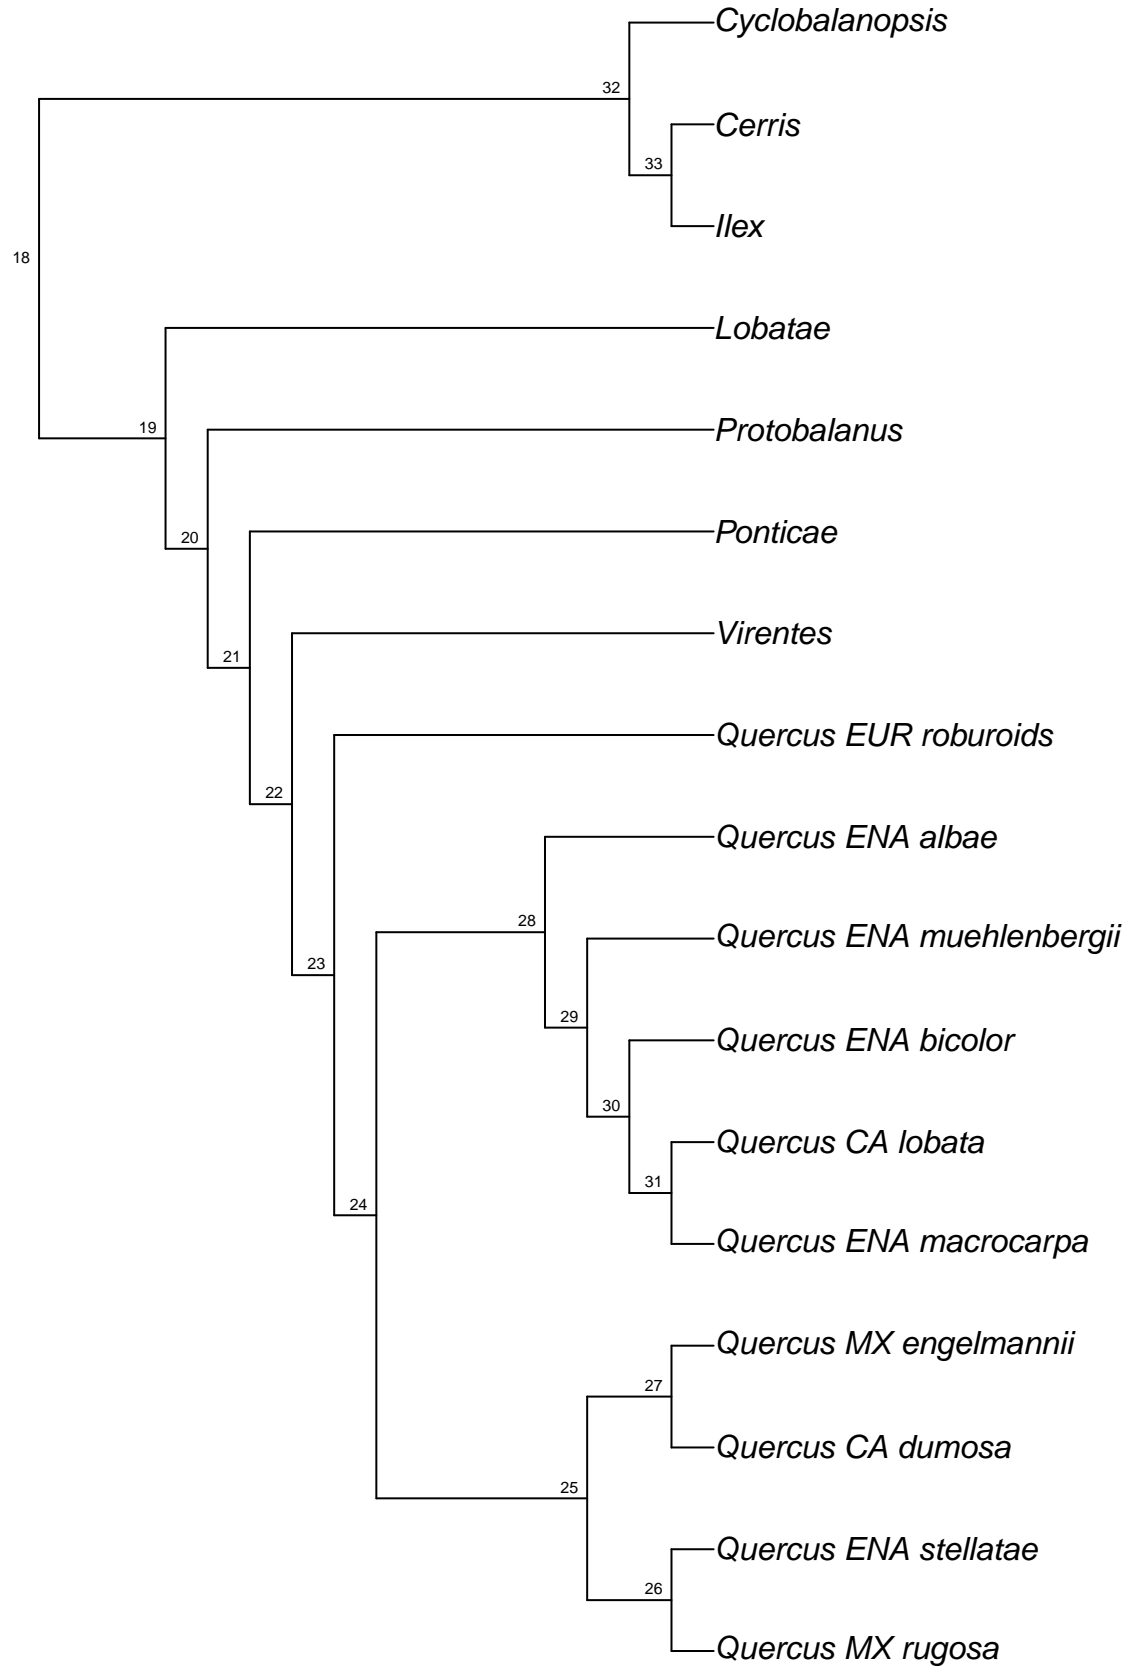 Cyclobalanopsis
32
Cerris
33
Ilex
18
Lobatae
19
Protobalanus
20
Ponticae
Virentes
21
Quercus EUR roburoids
22
Quercus ENA albae
28
Quercus ENA muehlenbergii
23
29
Quercus ENA bicolor
30
Quercus CA lobata
31
24
Quercus ENA macrocarpa
Quercus MX engelmannii
27
Quercus CA dumosa
25
Quercus ENA stellatae
26
Quercus MX rugosa